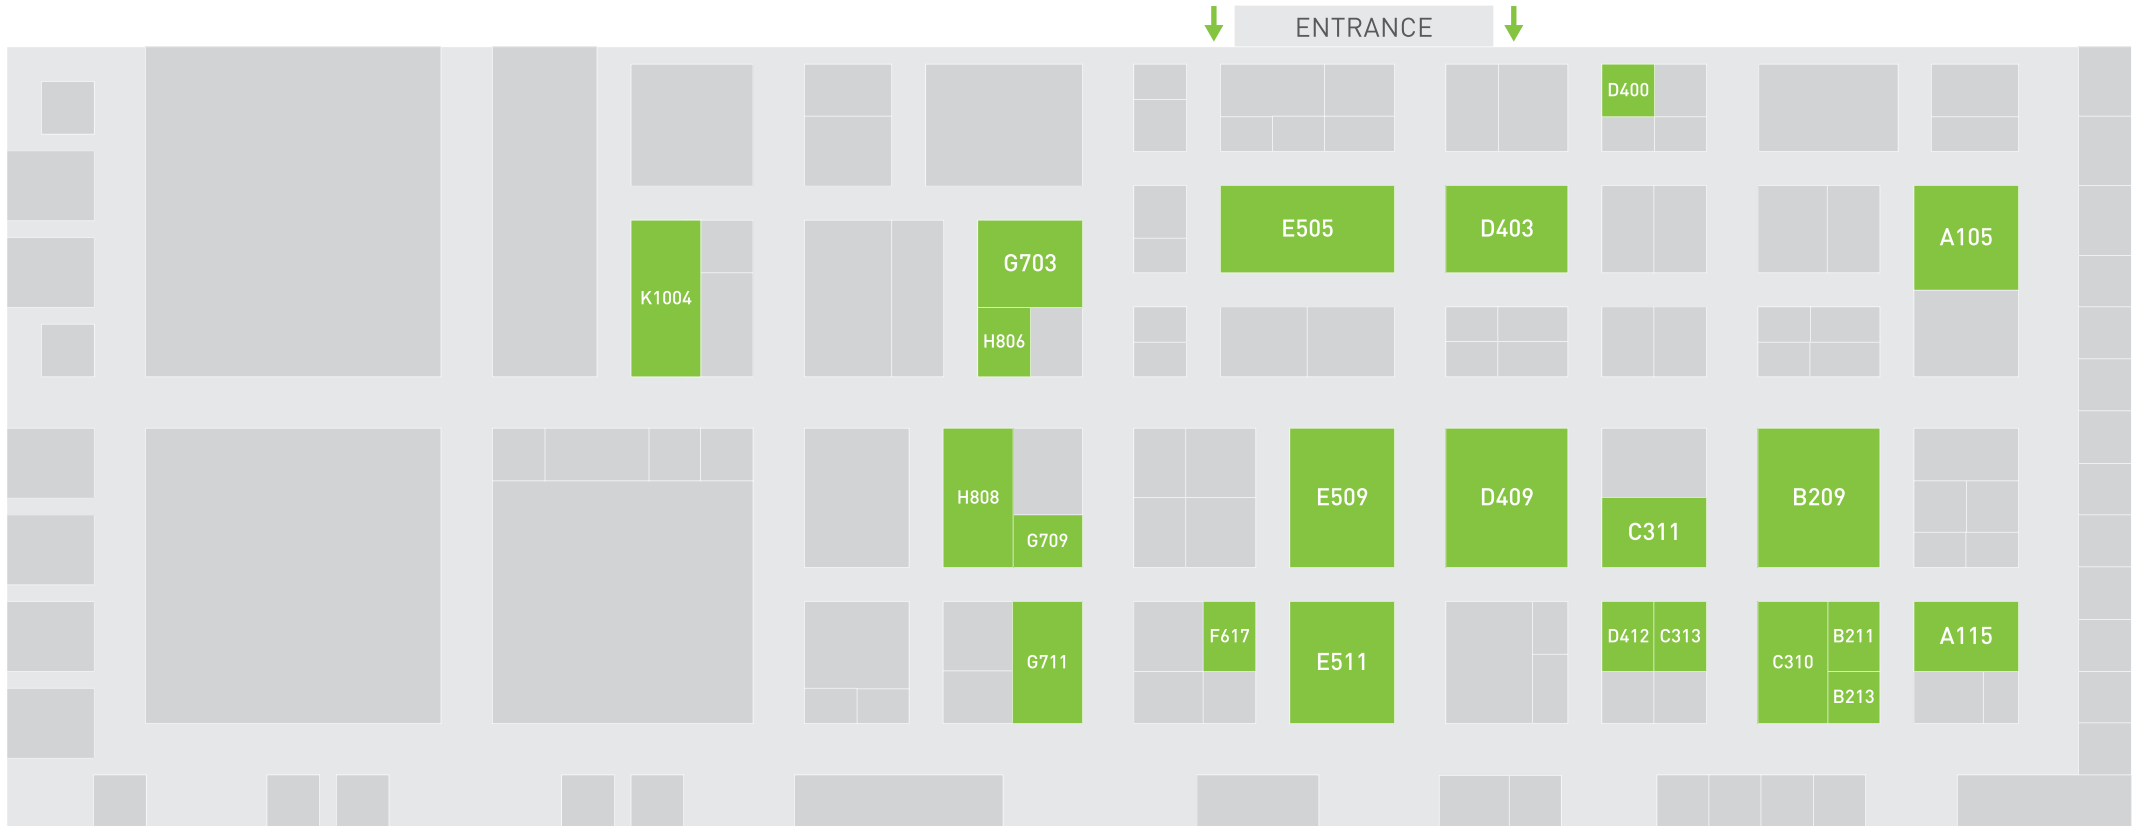 ENTRANCE
D400
E505
D403
A105
G703
K1004
H806
H808
E509
D409
B209
C311
G709
F617
D412
C313
B211
A115
G711
E511
C310
B213